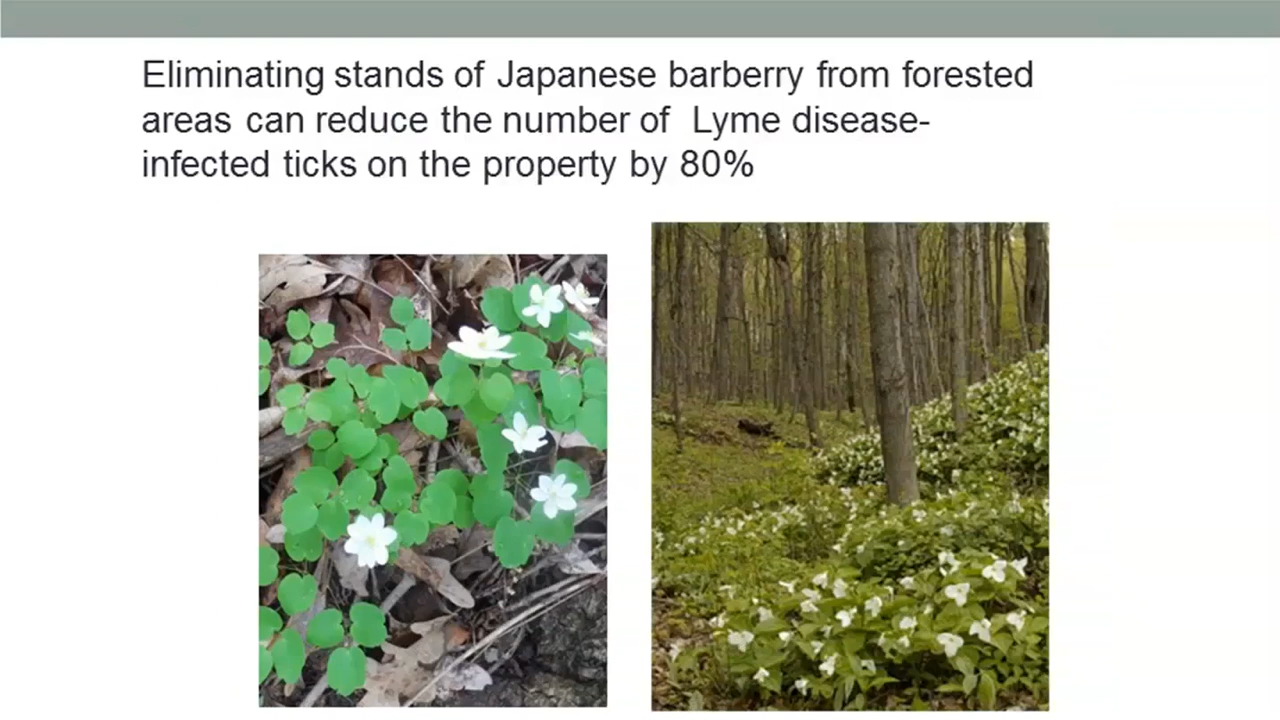 Eliminating stands of Japanese barberry from forested
areas can reduce the number of  Lyme disease-
infected ticks on the property by 80%